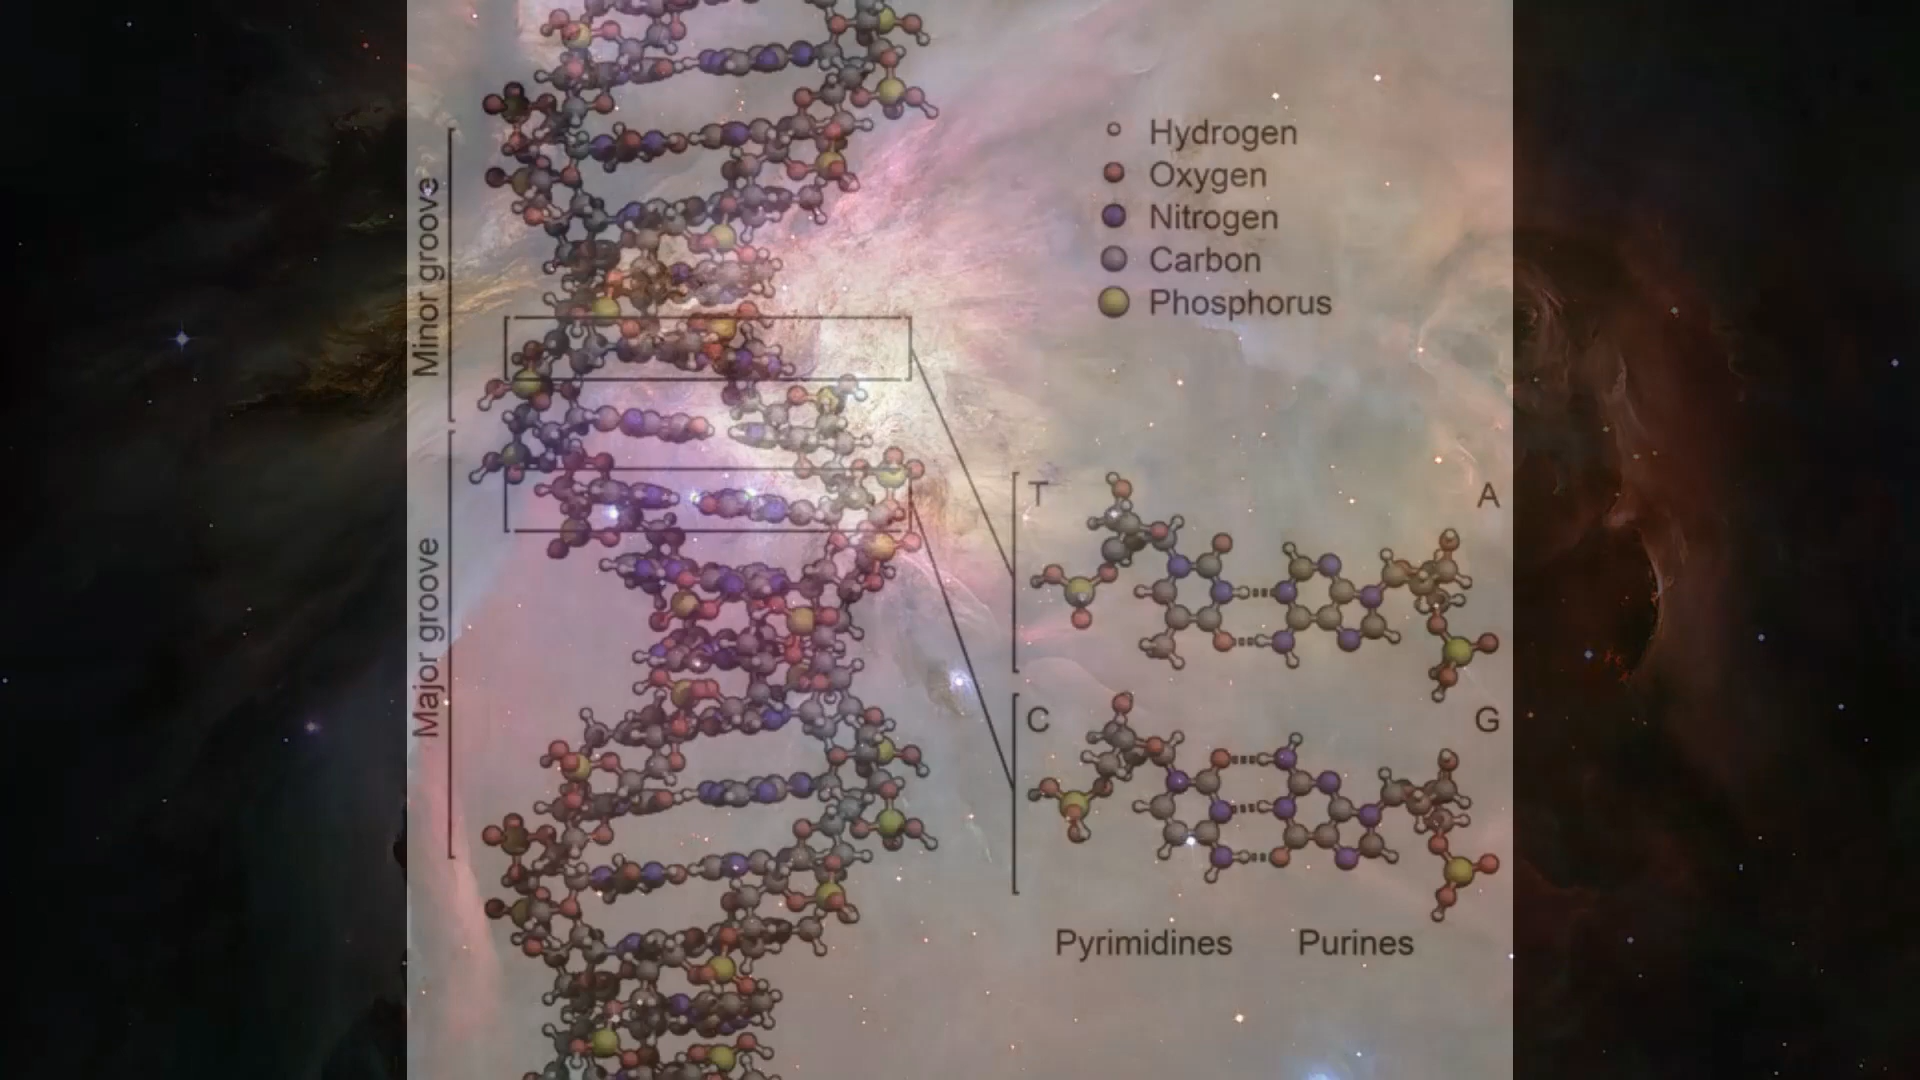 Minor groove
Major groove
Hydrogen
Oxygen
Nitrogen
Carbon
Phosphorus
T
A
C
G
Pyrimidines
Purines